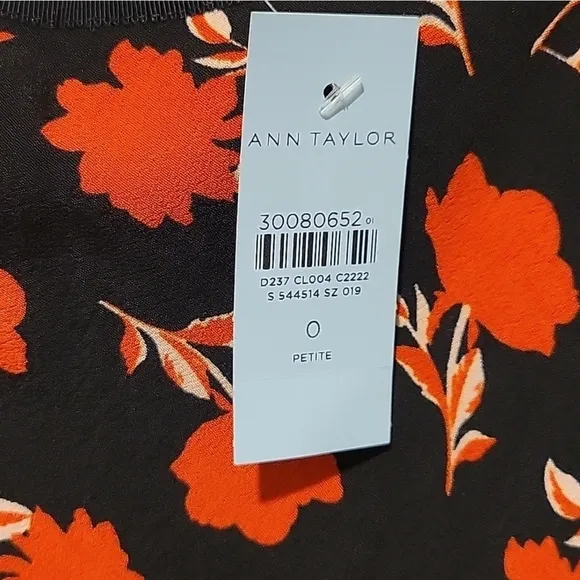 ANN TAYLOR
30080652 01
D237 CL004 C2222
S 544514 SZ 019
0
PETITE